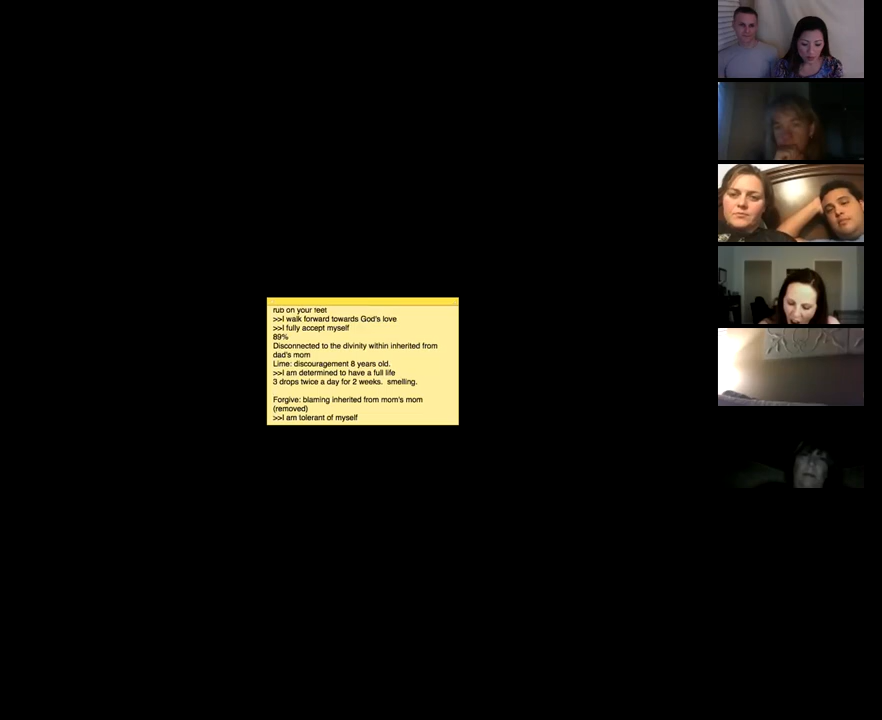 rub on your feet
>>I walk forward towards God's love
>>I fully accept myself
89%
Disconnected to the divinity within inherited from
dad's mom
Lime: discouragement 8 years old.
>>I am determined to have a full life
3 drops twice a day for 2 weeks.  smelling.
Forgive: blaming inherited from mom's mom
(removed)
>>I am tolerant of myself